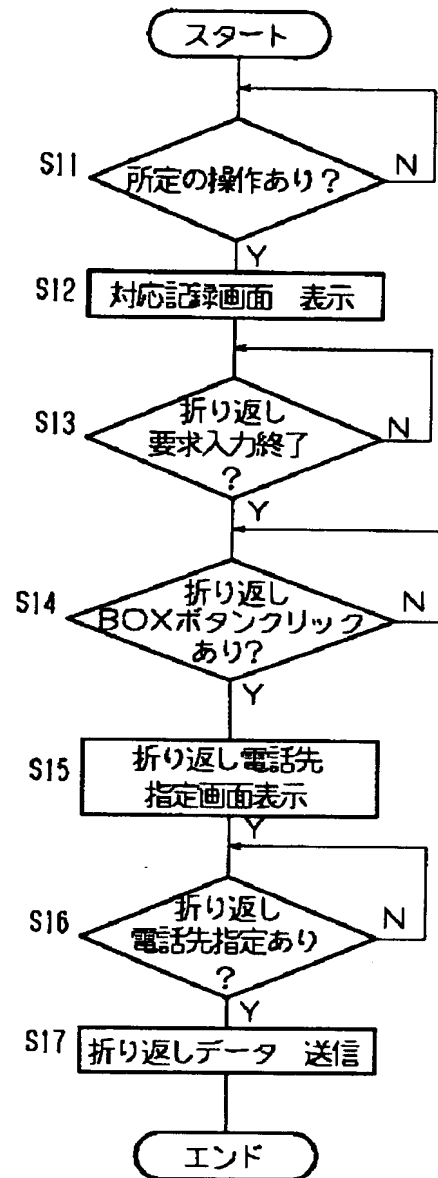 スタート
S11
所定の操作あり?
N
Y
S12
対応記録画面 表示
S13
折り返し
要求入力終了
?
N
Y
S14
折り返し
BOXボタンクリック
あり?
N
Y
S15
折り返し電話先
指定画面表示
Y
S16
折り返し
電話先指定あり
?
N
Y
S17
折り返しデータ 送信
エンド